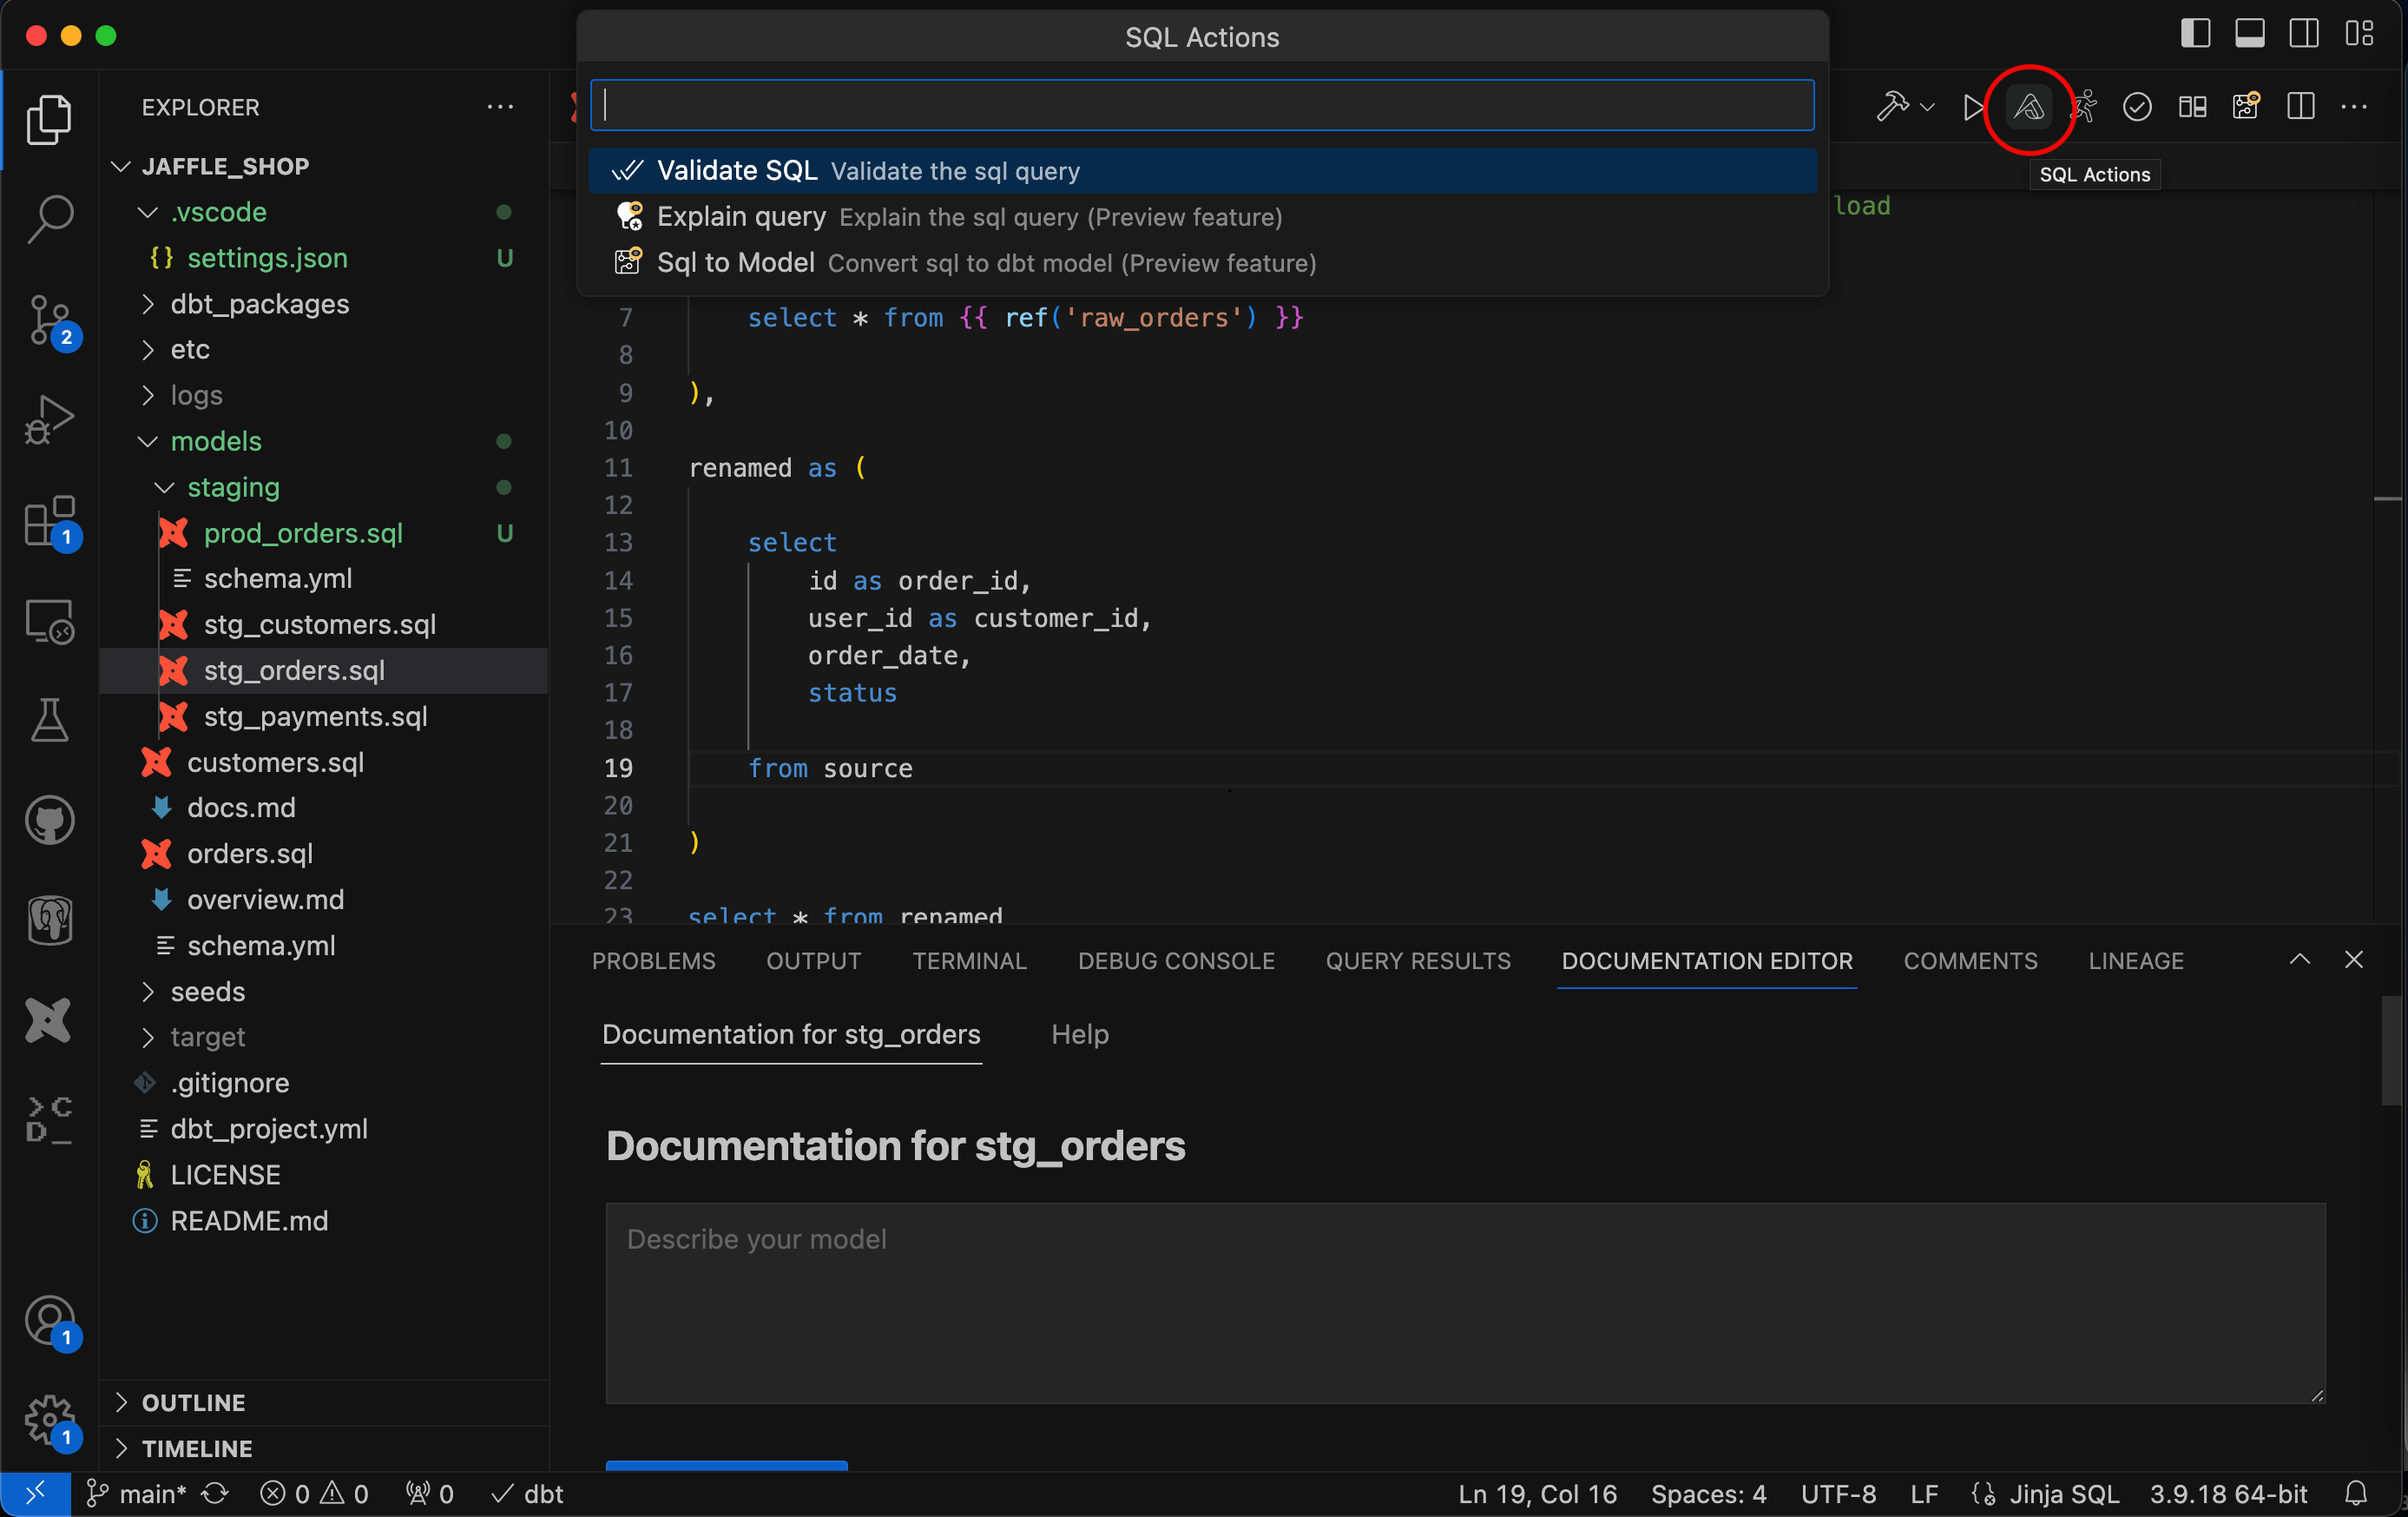 SQL Actions
Validate SQL Validate the sql query
Explain query Explain the sql query (Preview feature)
Sql to Model Convert sql to dbt model (Preview feature)
SQL Actions
EXPLORER
JAFFLE_SHOP
.vscode
{} settings.json U
dbt_packages
etc
logs
models
staging
prod_orders.sql U
schema.yml
stg_customers.sql
stg_orders.sql
stg_payments.sql
customers.sql
docs.md
orders.sql
overview.md
schema.yml
seeds
target
.gitignore
dbt_project.yml
LICENSE
README.md
OUTLINE
TIMELINE
2
1
1
1
load
7 select * from {{ ref('raw_orders') }}
8
9 ),
10
11 renamed as (
12
13 select
14 id as order_id,
15 user_id as customer_id,
16 order_date,
17 status
18
19 from source
20
21 )
22
23 select * from renamed
PROBLEMS OUTPUT TERMINAL DEBUG CONSOLE QUERY RESULTS DOCUMENTATION EDITOR COMMENTS LINEAGE
Documentation for stg_orders Help
Documentation for stg_orders
Describe your model
main* 0 0 0 dbt Ln 19, Col 16 Spaces: 4 UTF-8 LF Jinja SQL 3.9.18 64-bit